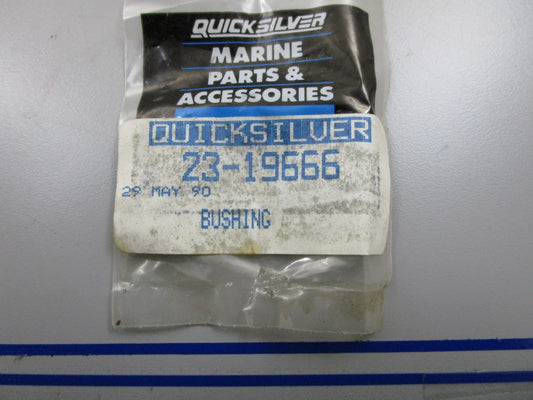 QUICKSILVER
MARINE
PARTS &
ACCESSORIES
QUICKSILVER
23-19666
29 MAY 90
BUSHING